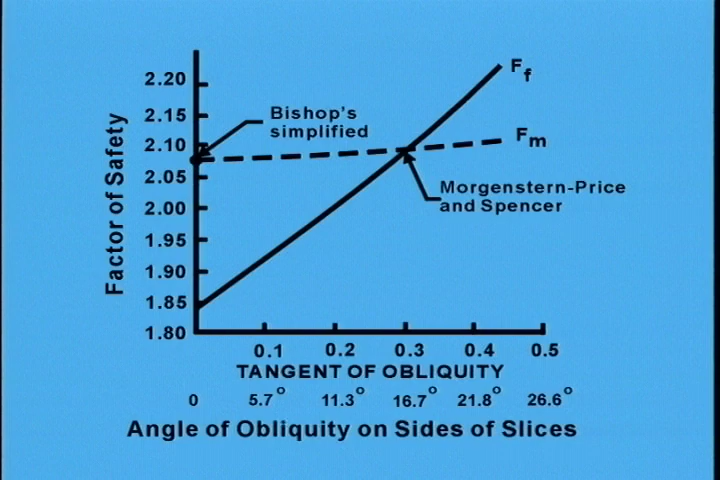 Factor of Safety
2.20
2.15
2.10
2.05
2.00
1.95
1.90
1.85
1.80
Bishop's
simplified
Ff
Fm
Morgenstern-Price
and Spencer
0.1 0.2 0.3 0.4 0.5
TANGENT OF OBLIQUITY
0 5.7° 11.3° 16.7° 21.8° 26.6°
Angle of Obliquity on Sides of Slices